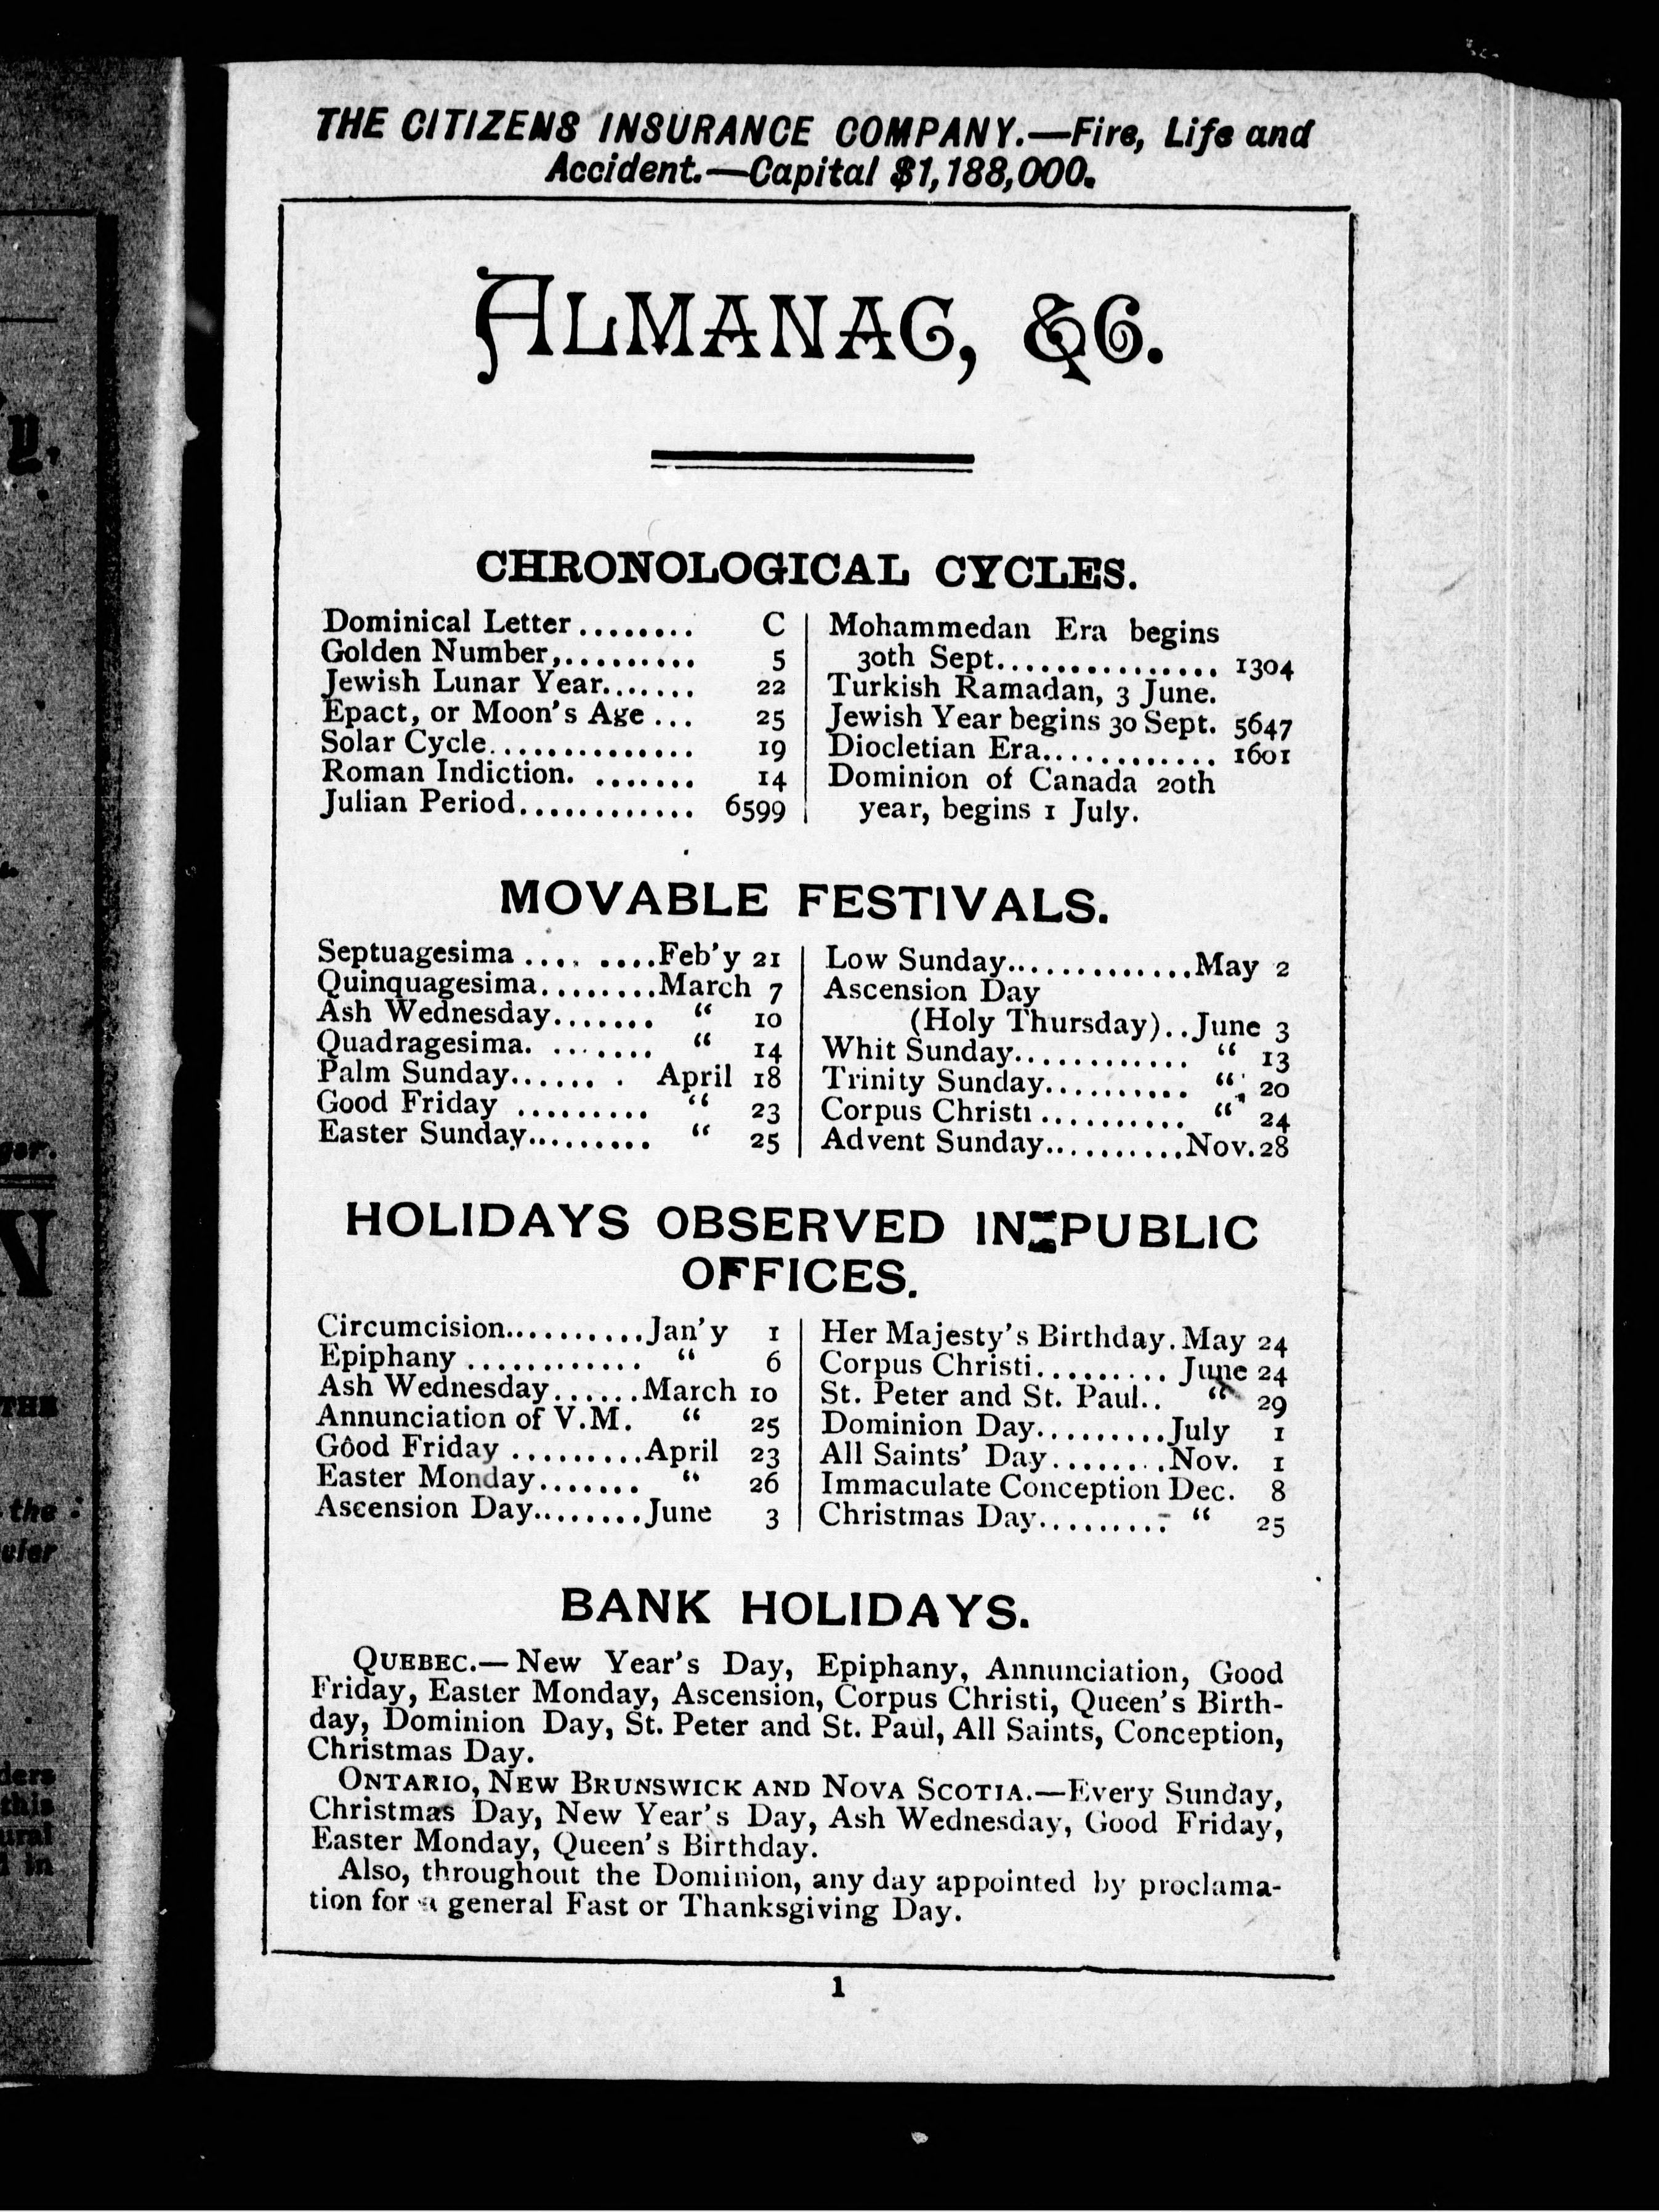 THE CITIZENS INSURANCE COMPANY.—Fire, Life and
Accident.—Capital $1,188,000.
ALMANAC, &C.
CHRONOLOGICAL CYCLES.
Dominical Letter........ C
Golden Number,......... 5
Jewish Lunar Year....... 22
Epact, or Moon's Age ... 25
Solar Cycle.............. 19
Roman Indiction. ....... 14
Julian Period............ 6599
Mohammedan Era begins
30th Sept............... 1304
Turkish Ramadan, 3 June.
Jewish Year begins 30 Sept. 5647
Diocletian Era............ 1601
Dominion of Canada 20th
year, begins 1 July.
MOVABLE FESTIVALS.
Septuagesima .... ....Feb'y 21
Quinquagesima........March 7
Ash Wednesday....... “ 10
Quadragesima. ....... “ 14
Palm Sunday...... . April 18
Good Friday ......... “ 23
Easter Sunday......... “ 25
Low Sunday.............May 2
Ascension Day
(Holy Thursday)..June 3
Whit Sunday............ “ 13
Trinity Sunday.......... “ 20
Corpus Christi .......... “ 24
Advent Sunday..........Nov. 28
HOLIDAYS OBSERVED IN PUBLIC
OFFICES.
Circumcision..........Jan'y 1
Epiphany ............ “ 6
Ash Wednesday......March 10
Annunciation of V.M. “ 25
Good Friday .........April 23
Easter Monday....... “ 26
Ascension Day........June 3
Her Majesty's Birthday.May 24
Corpus Christi......... June 24
St. Peter and St. Paul.. “ 29
Dominion Day.........July 1
All Saints' Day........Nov. 1
Immaculate Conception Dec. 8
Christmas Day......... “ 25
BANK HOLIDAYS.
QUEBEC.—New Year's Day, Epiphany, Annunciation, Good
Friday, Easter Monday, Ascension, Corpus Christi, Queen's Birth-
day, Dominion Day, St. Peter and St. Paul, All Saints, Conception,
Christmas Day.
ONTARIO, NEW BRUNSWICK AND NOVA SCOTIA.—Every Sunday,
Christmas Day, New Year's Day, Ash Wednesday, Good Friday,
Easter Monday, Queen's Birthday.
Also, throughout the Dominion, any day appointed by proclama-
tion for a general Fast or Thanksgiving Day.
1